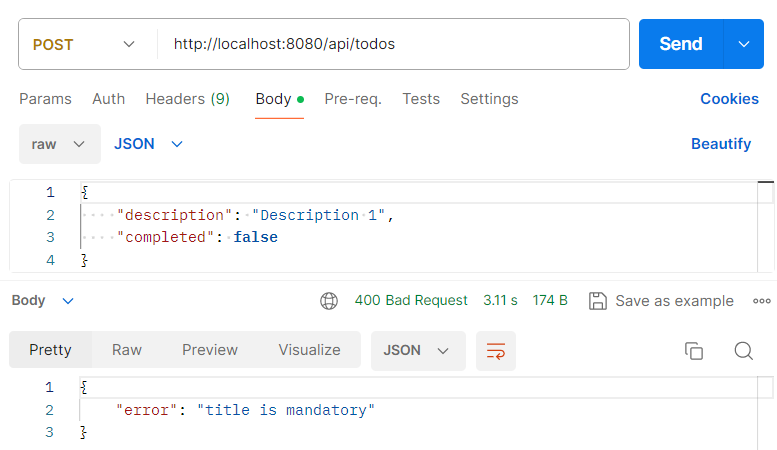 POST http://localhost:8080/api/todos Send
Params Auth Headers (9) Body Pre-req. Tests Settings Cookies
raw JSON Beautify
1 {
2 "description": "Description 1",
3 "completed": false
4 }
Body 400 Bad Request 3.11 s 174 B Save as example
Pretty Raw Preview Visualize JSON
1 {
2 "error": "title is mandatory"
3 }